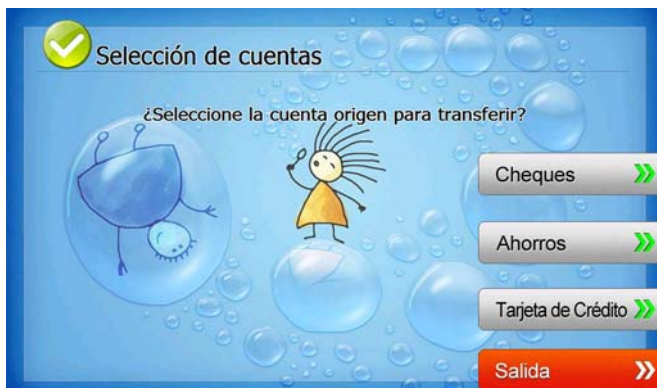 Selección de cuentas
¿Seleccione la cuenta origen para transferir?
Cheques
Ahorros
Tarjeta de Crédito
Salida